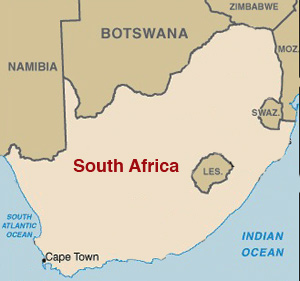 ZIMBABWE
BOTSWANA
MOZ.
NAMIBIA
SWAZ.
South Africa
LES.
SOUTH
ATLANTIC
OCEAN
INDIAN
OCEAN
Cape Town